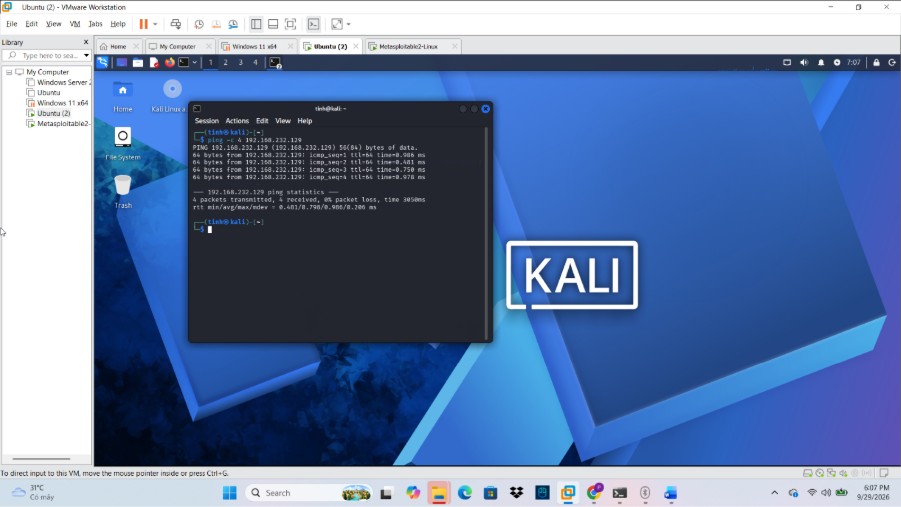 Ubuntu (2) - VMware Workstation
File Edit View VM Tabs Help
Library
Type here to sea...
My Computer
Windows Server 2
Ubuntu
Windows 11 x64
Ubuntu (2)
Metasploitable2-
Home
My Computer
Windows 11 x64
Ubuntu (2)
Metasploitable2-Linux
1 2 3 4
7:07
Home
Kali Linux a
File System
Trash
tinh@kali: ~
Session Actions Edit View Help
┌──(tinh㉿kali)-[~]
└─$ ping -c 4 192.168.232.129
PING 192.168.232.129 (192.168.232.129) 56(84) bytes of data.
64 bytes from 192.168.232.129: icmp_seq=1 ttl=64 time=0.986 ms
64 bytes from 192.168.232.129: icmp_seq=2 ttl=64 time=0.481 ms
64 bytes from 192.168.232.129: icmp_seq=3 ttl=64 time=0.750 ms
64 bytes from 192.168.232.129: icmp_seq=4 ttl=64 time=0.978 ms
--- 192.168.232.129 ping statistics ---
4 packets transmitted, 4 received, 0% packet loss, time 3050ms
rtt min/avg/max/mdev = 0.481/0.798/0.986/0.206 ms
┌──(tinh㉿kali)-[~]
└─$
KALI
To direct input to this VM, move the mouse pointer inside or press Ctrl+G.
31°C
Có mây
Search
6:07 PM
9/29/2026